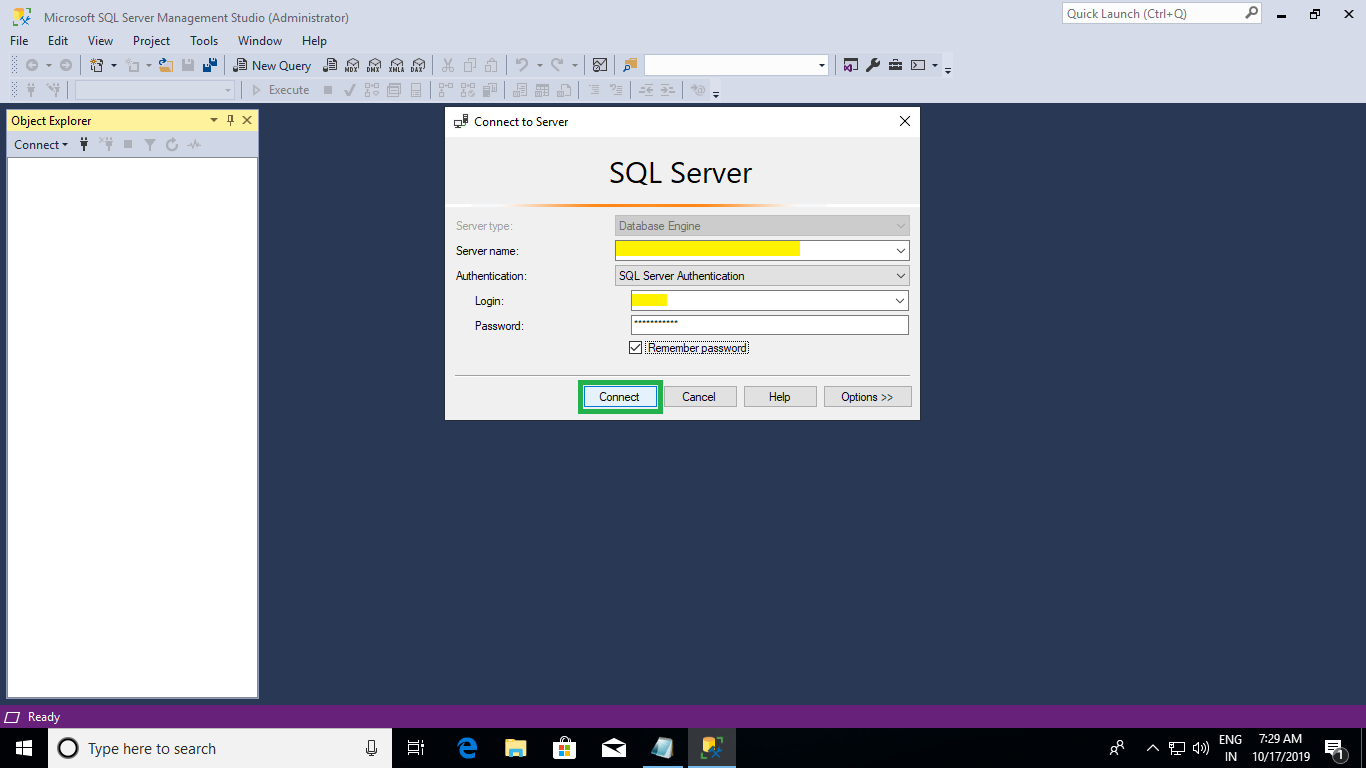 Microsoft SQL Server Management Studio (Administrator)
Quick Launch (Ctrl+Q)
File Edit View Project Tools Window Help
New Query MDX DMX XMLA DAX
Execute
Object Explorer
Connect
Connect to Server
SQL Server
Server type: Database Engine
Server name:
Authentication: SQL Server Authentication
Login:
Password: ***********
Remember password
Connect Cancel Help Options >>
Ready
Type here to search
ENG
IN
7:29 AM
10/17/2019
1